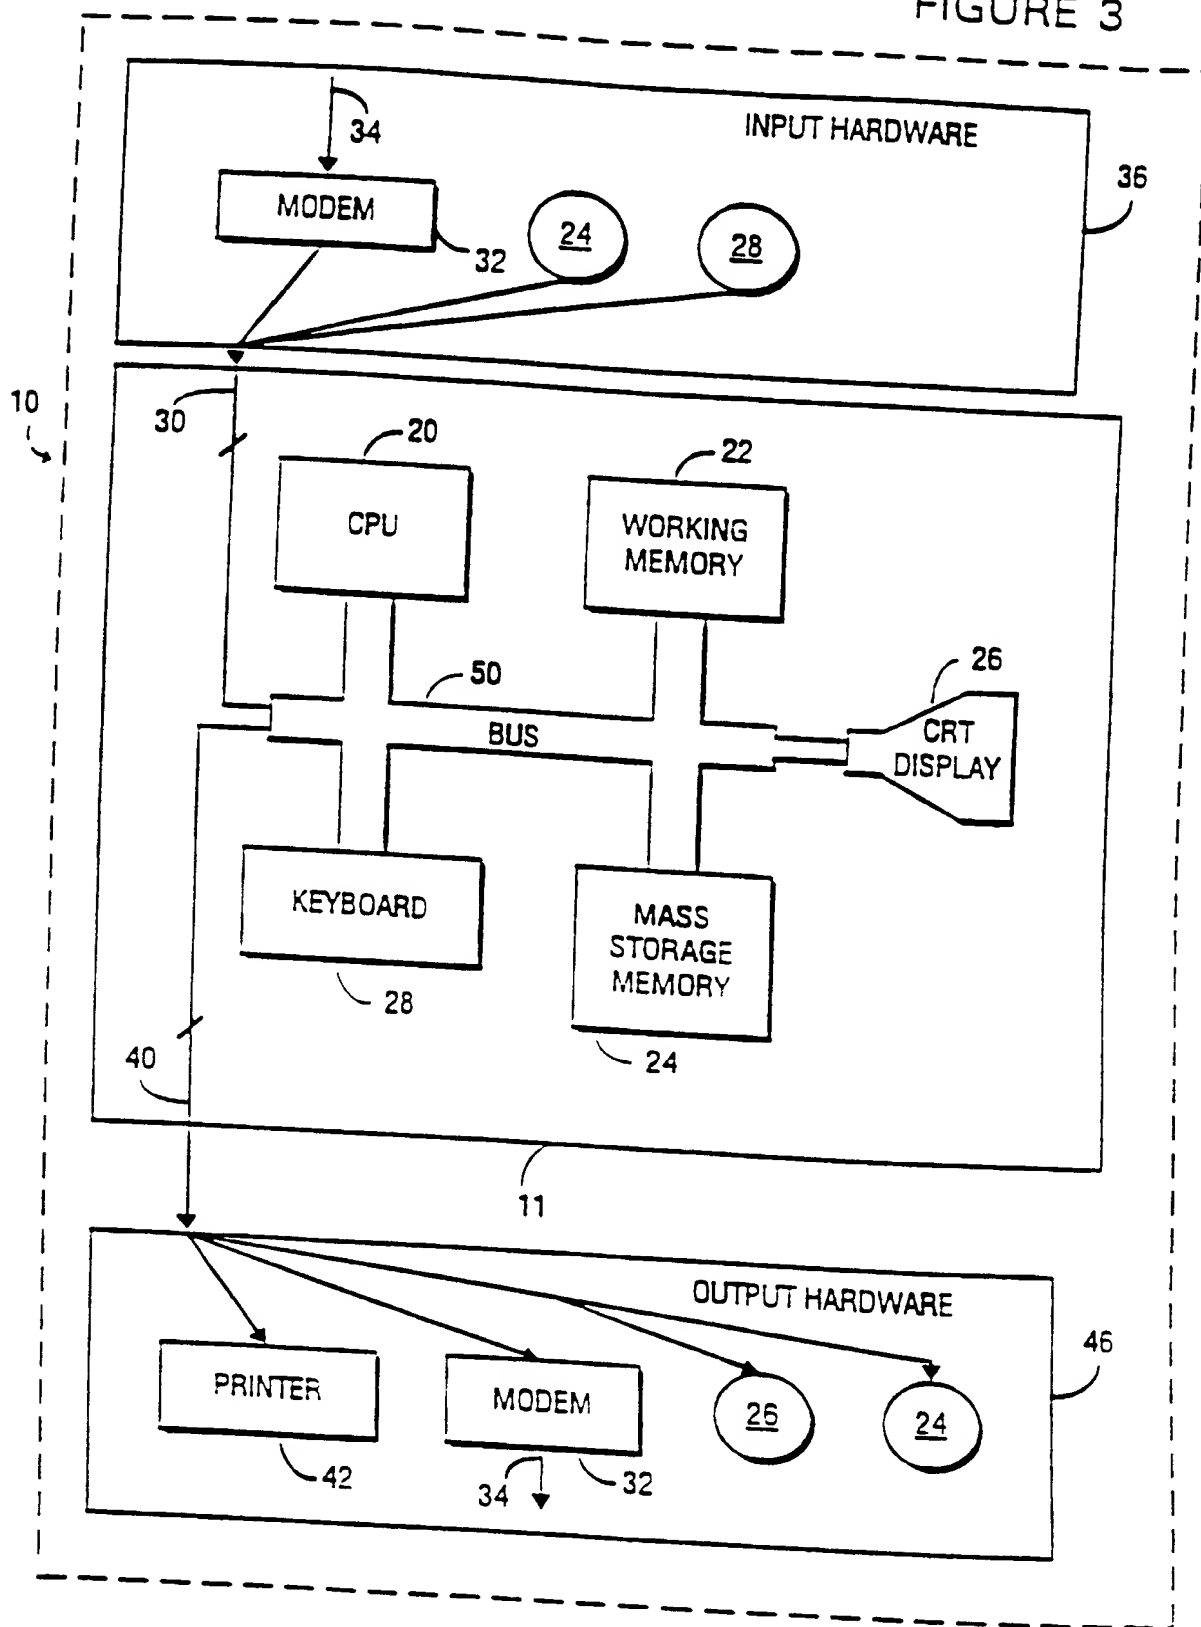 FIGURE 3
34
INPUT HARDWARE
36
MODEM
32
24
28
10
30
20
22
CPU
WORKING
MEMORY
50
26
BUS
CRT
DISPLAY
KEYBOARD
MASS
STORAGE
MEMORY
28
24
40
11
OUTPUT HARDWARE
46
PRINTER
MODEM
26
24
42
34
32